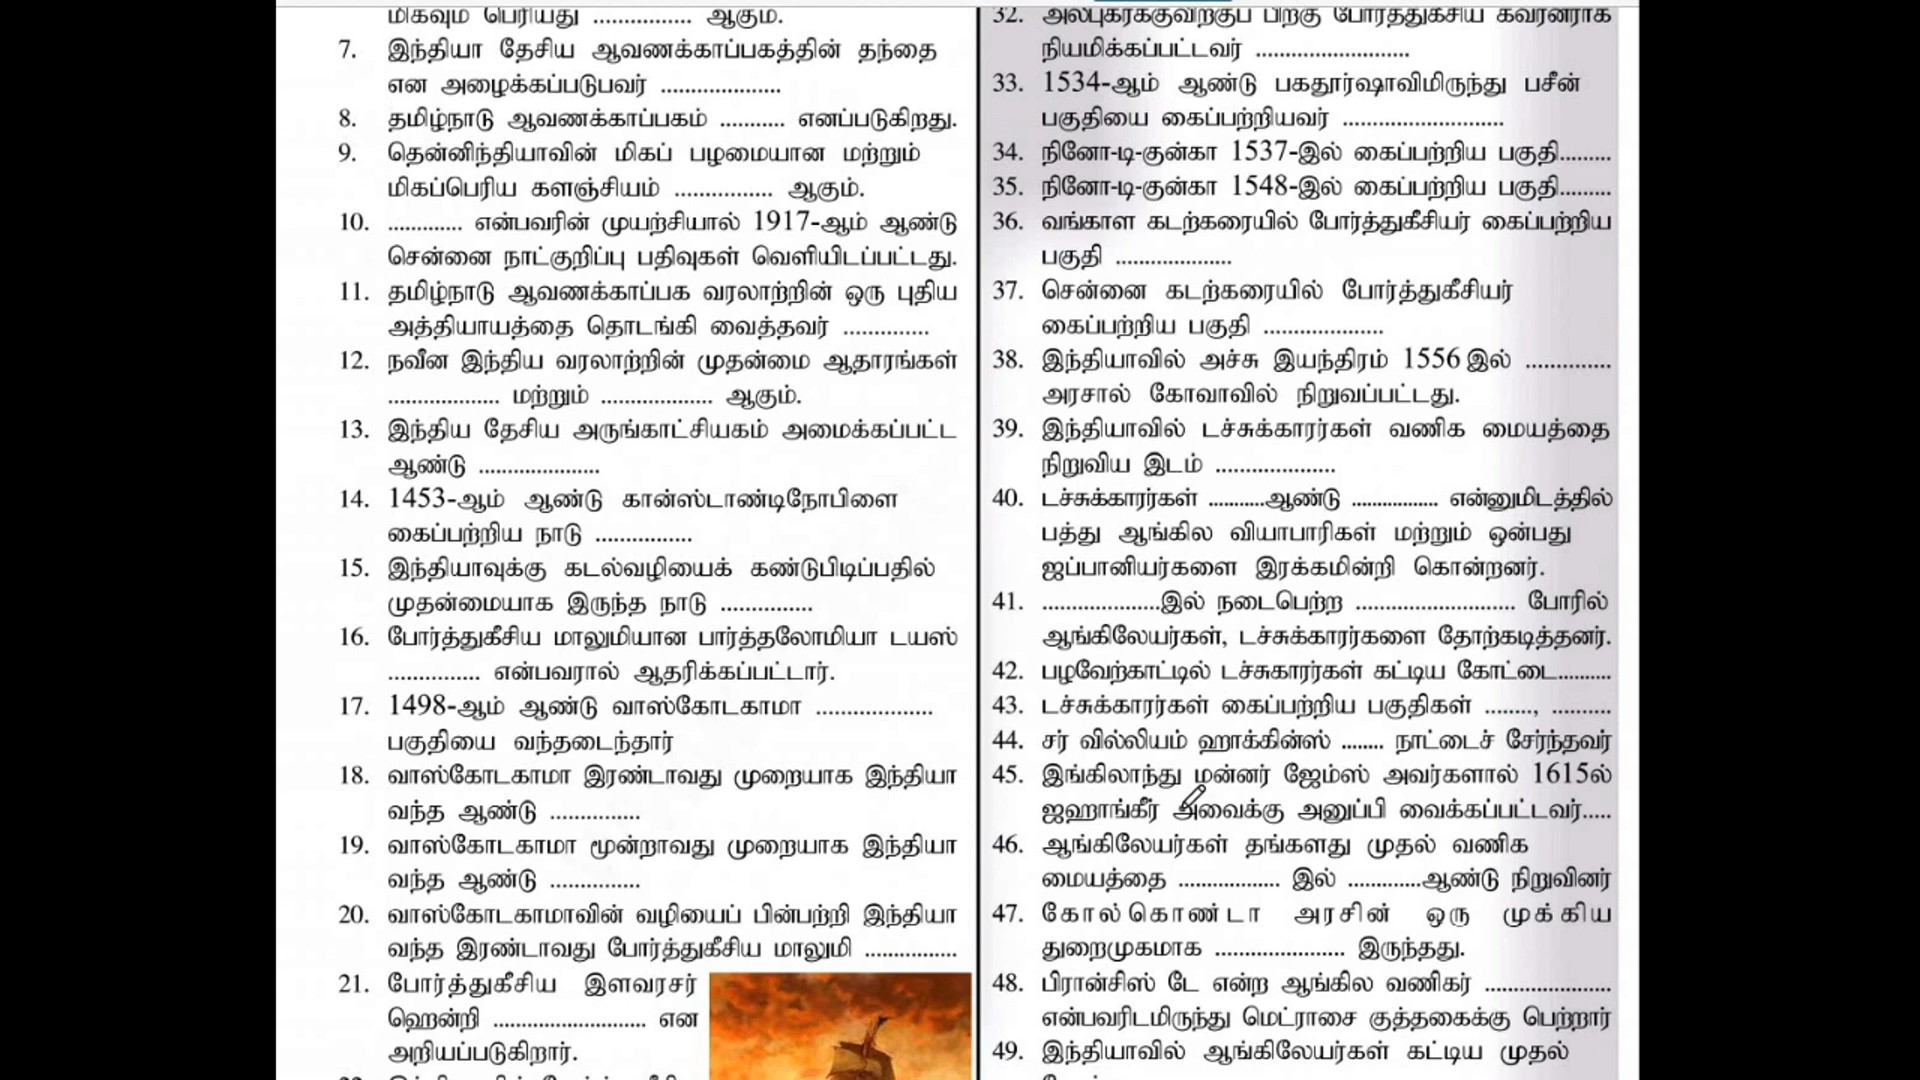 மிகவும் பெரியது ................ ஆகும்.
7. இந்தியா தேசிய ஆவணக்காப்பகத்தின் தந்தை
என அழைக்கப்படுபவர் ....................
8. தமிழ்நாடு ஆவணக்காப்பகம் ........... எனப்படுகிறது.
9. தென்னிந்தியாவின் மிகப் பழமையான மற்றும்
மிகப்பெரிய களஞ்சியம் ................ ஆகும்.
10. ............. என்பவரின் முயற்சியால் 1917-ஆம் ஆண்டு
சென்னை நாட்குறிப்பு பதிவுகள் வெளியிடப்பட்டது.
11. தமிழ்நாடு ஆவணக்காப்பக வரலாற்றின் ஒரு புதிய
அத்தியாயத்தை தொடங்கி வைத்தவர் ..............
12. நவீன இந்திய வரலாற்றின் முதன்மை ஆதாரங்கள்
................... மற்றும் ................... ஆகும்.
13. இந்திய தேசிய அருங்காட்சியகம் அமைக்கப்பட்ட
ஆண்டு ....................
14. 1453-ஆம் ஆண்டு கான்ஸ்டாண்டிநோபிளை
கைப்பற்றிய நாடு ................
15. இந்தியாவுக்கு கடல்வழியைக் கண்டுபிடிப்பதில்
முதன்மையாக இருந்த நாடு ...............
16. போர்த்துகீசிய மாலுமியான பார்த்தலோமியா டயஸ்
............... என்பவரால் ஆதரிக்கப்பட்டார்.
17. 1498-ஆம் ஆண்டு வாஸ்கோடகாமா ...................
பகுதியை வந்தடைந்தார்
18. வாஸ்கோடகாமா இரண்டாவது முறையாக இந்தியா
வந்த ஆண்டு ...............
19. வாஸ்கோடகாமா மூன்றாவது முறையாக இந்தியா
வந்த ஆண்டு ...............
20. வாஸ்கோடகாமாவின் வழியைப் பின்பற்றி இந்தியா
வந்த இரண்டாவது போர்த்துகீசிய மாலுமி ...............
21. போர்த்துகீசிய இளவரசர்
ஹென்றி ......................... என
அறியப்படுகிறார்.
32. அல்புகர்க்குவிற்குப் பிறகு போர்த்துகீசிய கவர்னராக
நியமிக்கப்பட்டவர் .........................
33. 1534-ஆம் ஆண்டு பகதூர்ஷாவிமிருந்து பசீன்
பகுதியை கைப்பற்றியவர் ..........................
34. நினோ-டி-குன்கா 1537-இல் கைப்பற்றிய பகுதி.........
35. நினோ-டி-குன்கா 1548-இல் கைப்பற்றிய பகுதி.........
36. வங்காள கடற்கரையில் போர்த்துகீசியர் கைப்பற்றிய
பகுதி ...................
37. சென்னை கடற்கரையில் போர்த்துகீசியர்
கைப்பற்றிய பகுதி ....................
38. இந்தியாவில் அச்சு இயந்திரம் 1556 இல் ..............
அரசால் கோவாவில் நிறுவப்பட்டது.
39. இந்தியாவில் டச்சுக்காரர்கள் வணிக மையத்தை
நிறுவிய இடம் ....................
40. டச்சுக்காரர்கள் ..........ஆண்டு ............... என்னுமிடத்தில்
பத்து ஆங்கில வியாபாரிகள் மற்றும் ஒன்பது
ஜப்பானியர்களை இரக்கமின்றி கொன்றனர்.
41. ....................இல் நடைபெற்ற .......................... போரில்
ஆங்கிலேயர்கள், டச்சுக்காரர்களை தோற்கடித்தனர்.
42. பழவேற்காட்டில் டச்சுகாரர்கள் கட்டிய கோட்டை.........
43. டச்சுக்காரர்கள் கைப்பற்றிய பகுதிகள் ........, ..........
44. சர் வில்லியம் ஹாக்கின்ஸ் ....... நாட்டைச் சேர்ந்தவர்
45. இங்கிலாந்து மன்னர் ஜேம்ஸ் அவர்களால் 1615ல்
ஜஹாங்கீர் அவைக்கு அனுப்பி வைக்கப்பட்டவர்.....
46. ஆங்கிலேயர்கள் தங்களது முதல் வணிக
மையத்தை ................. இல் ............ஆண்டு நிறுவினர்
47. கோல்கொண்டா அரசின் ஒரு முக்கிய
துறைமுகமாக ..................... இருந்தது.
48. பிரான்சிஸ் டே என்ற ஆங்கில வணிகர் .....................
என்பவரிடமிருந்து மெட்ராசை குத்தகைக்கு பெற்றார்
49. இந்தியாவில் ஆங்கிலேயர்கள் கட்டிய முதல்